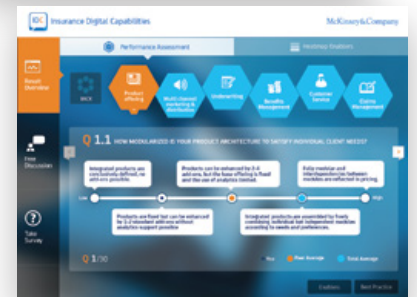 IDC Insurance Digital Capabilities
McKinsey&Company
Performance Assessment
Roadmap Enablers
Result
Overview
BACK
Product
Offering
Multi-channel
marketing &
distribution
Underwriting
Benefits
Management
Customer
Service
Claims
Management
Free
Discussion
Q 1.1 HOW MODULARIZED IS YOUR PRODUCT ARCHITECTURE TO SATISFY INDIVIDUAL CLIENT NEEDS?
Integrated products are
conclusively defined, no
add-ons possible.
Products can be enhanced by 2-6
add-ons, but the base offering is fixed
and the use of analytics limited.
Fully modular and
interdependencies between
modules are reflected in pricing.
Low
High
Products are fixed but can be enhanced
by 1-2 standard add-ons without
analytics support possible
Integrated products are assembled by freely
combining individual but independent modules
according to needs and preferences.
Take
Survey
Q 1/30
You
Peer Average
Total Average
Enablers
Best Practice